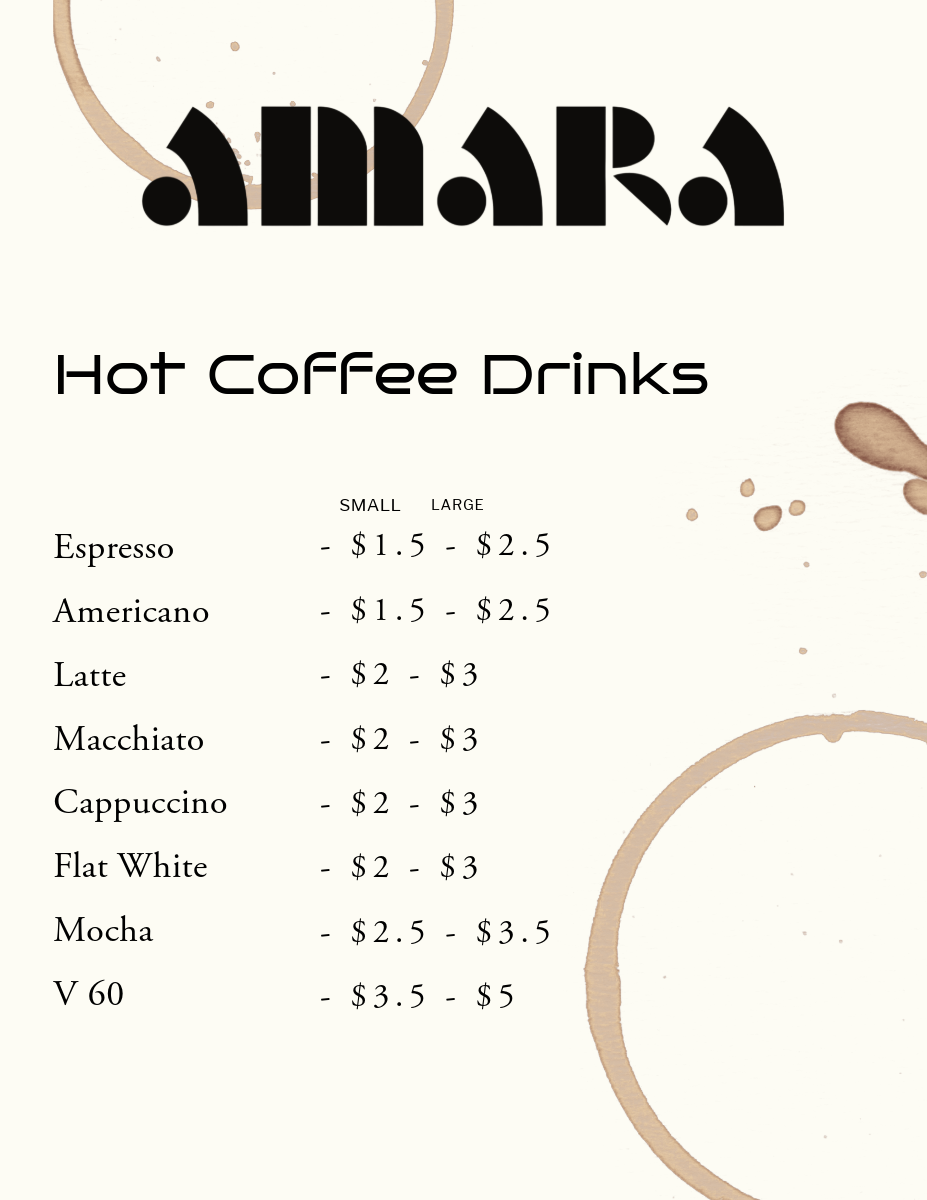 AMARA
Hot Coffee Drinks
SMALL LARGE
Espresso - $1.5 - $2.5
Americano - $1.5 - $2.5
Latte - $2 - $3
Macchiato - $2 - $3
Cappuccino - $2 - $3
Flat White - $2 - $3
Mocha - $2.5 - $3.5
V 60 - $3.5 - $5